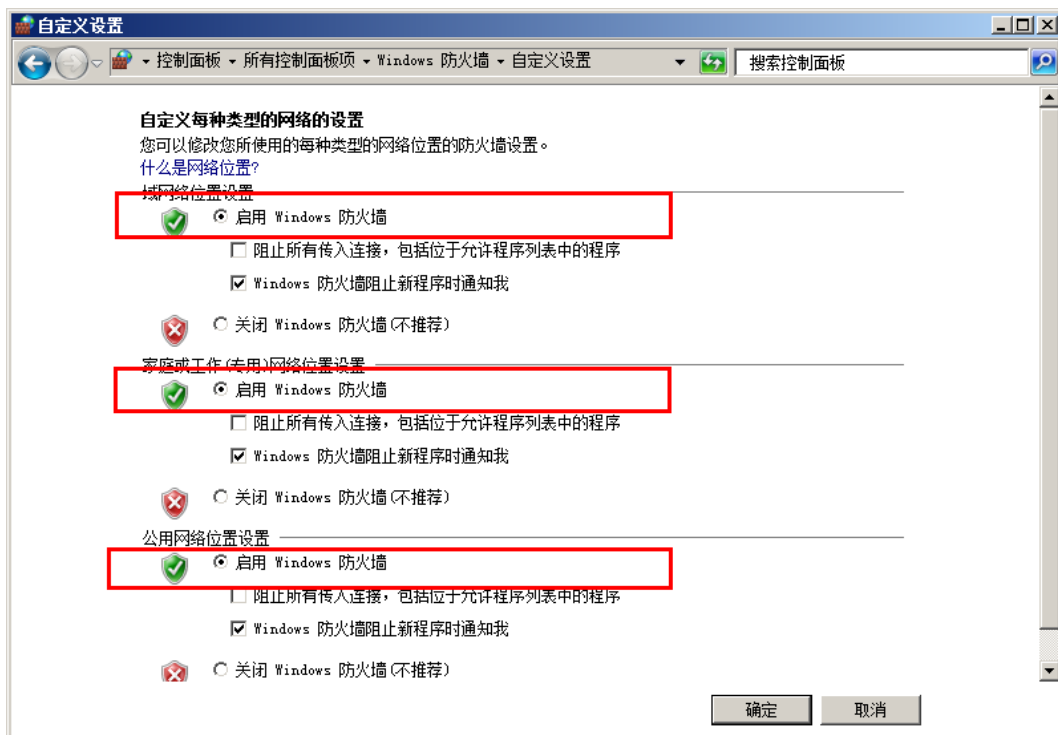 自定义设置
控制面板 所有控制面板项 Windows 防火墙 自定义设置 搜索控制面板
自定义每种类型的网络的设置
您可以修改您所使用的每种类型的网络位置的防火墙设置。
什么是网络位置?
域网络位置设置
启用 Windows 防火墙
阻止所有传入连接，包括位于允许程序列表中的程序
Windows 防火墙阻止新程序时通知我
关闭 Windows 防火墙(不推荐)
家庭或工作(专用)网络位置设置
启用 Windows 防火墙
阻止所有传入连接，包括位于允许程序列表中的程序
Windows 防火墙阻止新程序时通知我
关闭 Windows 防火墙(不推荐)
公用网络位置设置
启用 Windows 防火墙
阻止所有传入连接，包括位于允许程序列表中的程序
Windows 防火墙阻止新程序时通知我
关闭 Windows 防火墙(不推荐)
确定 取消